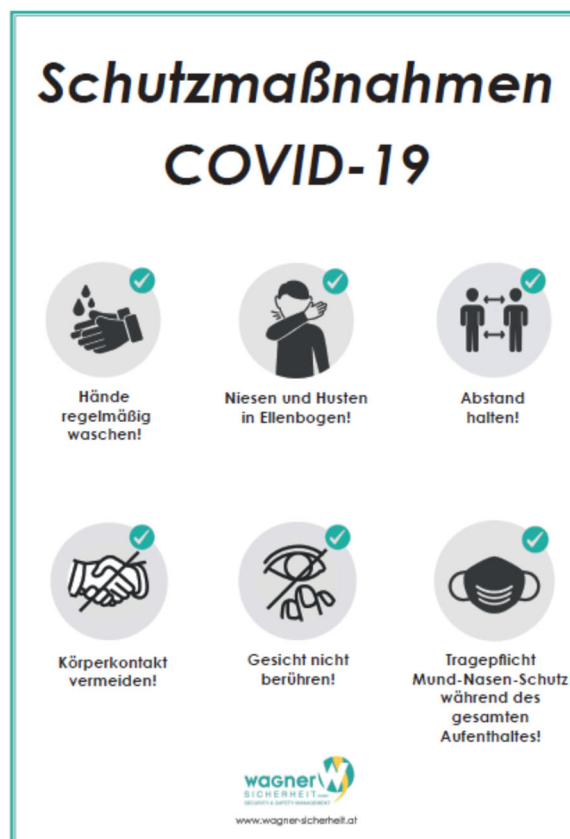 Schutzmaßnahmen
COVID-19
Hände
regelmäßig
waschen!
Niesen und Husten
in Ellenbogen!
Abstand
halten!
Körperkontakt
vermeiden!
Gesicht nicht
berühren!
Tragepflicht
Mund-Nasen-Schutz
während des
gesamten
Aufenthaltes!
wagner W
SICHERHEIT
SECURITY & SAFETY MANAGEMENT
www.wagner-sicherheit.at